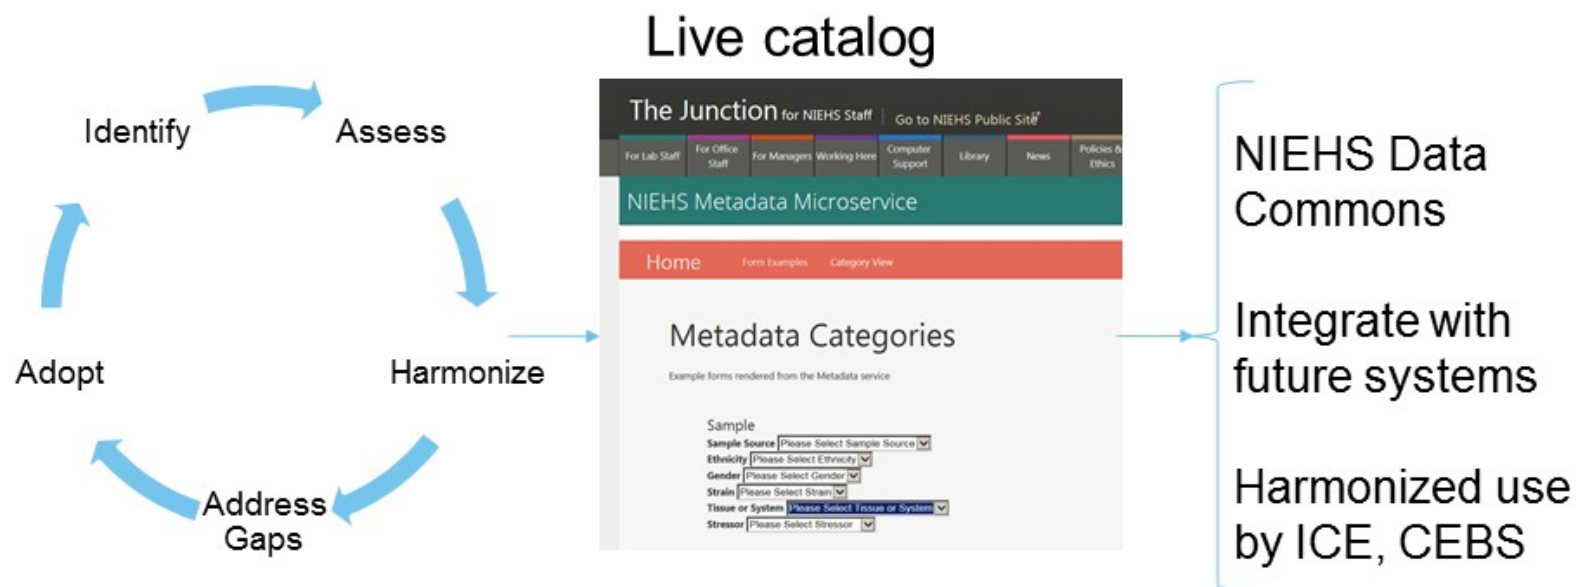 Live catalog
Identify
Assess
Harmonize
Address
Gaps
Adopt
The Junction for NIEHS Staff | Go to NIEHS Public Site
For Lab Staff
For Office
Staff
For Managers
Working Here
Computer
Support
Library
News
Policies &
Ethics
NIEHS Metadata Microservice
Home
Form Examples
Category View
Metadata Categories
Example forms rendered from the Metadata service
Sample
Sample Source Please Select Sample Source
Ethnicity Please Select Ethnicity
Gender Please Select Gender
Strain Please Select Strain
Tissue or System Please Select Tissue or System
Stressor Please Select Stressor
NIEHS Data
Commons
Integrate with
future systems
Harmonized use
by ICE, CEBS